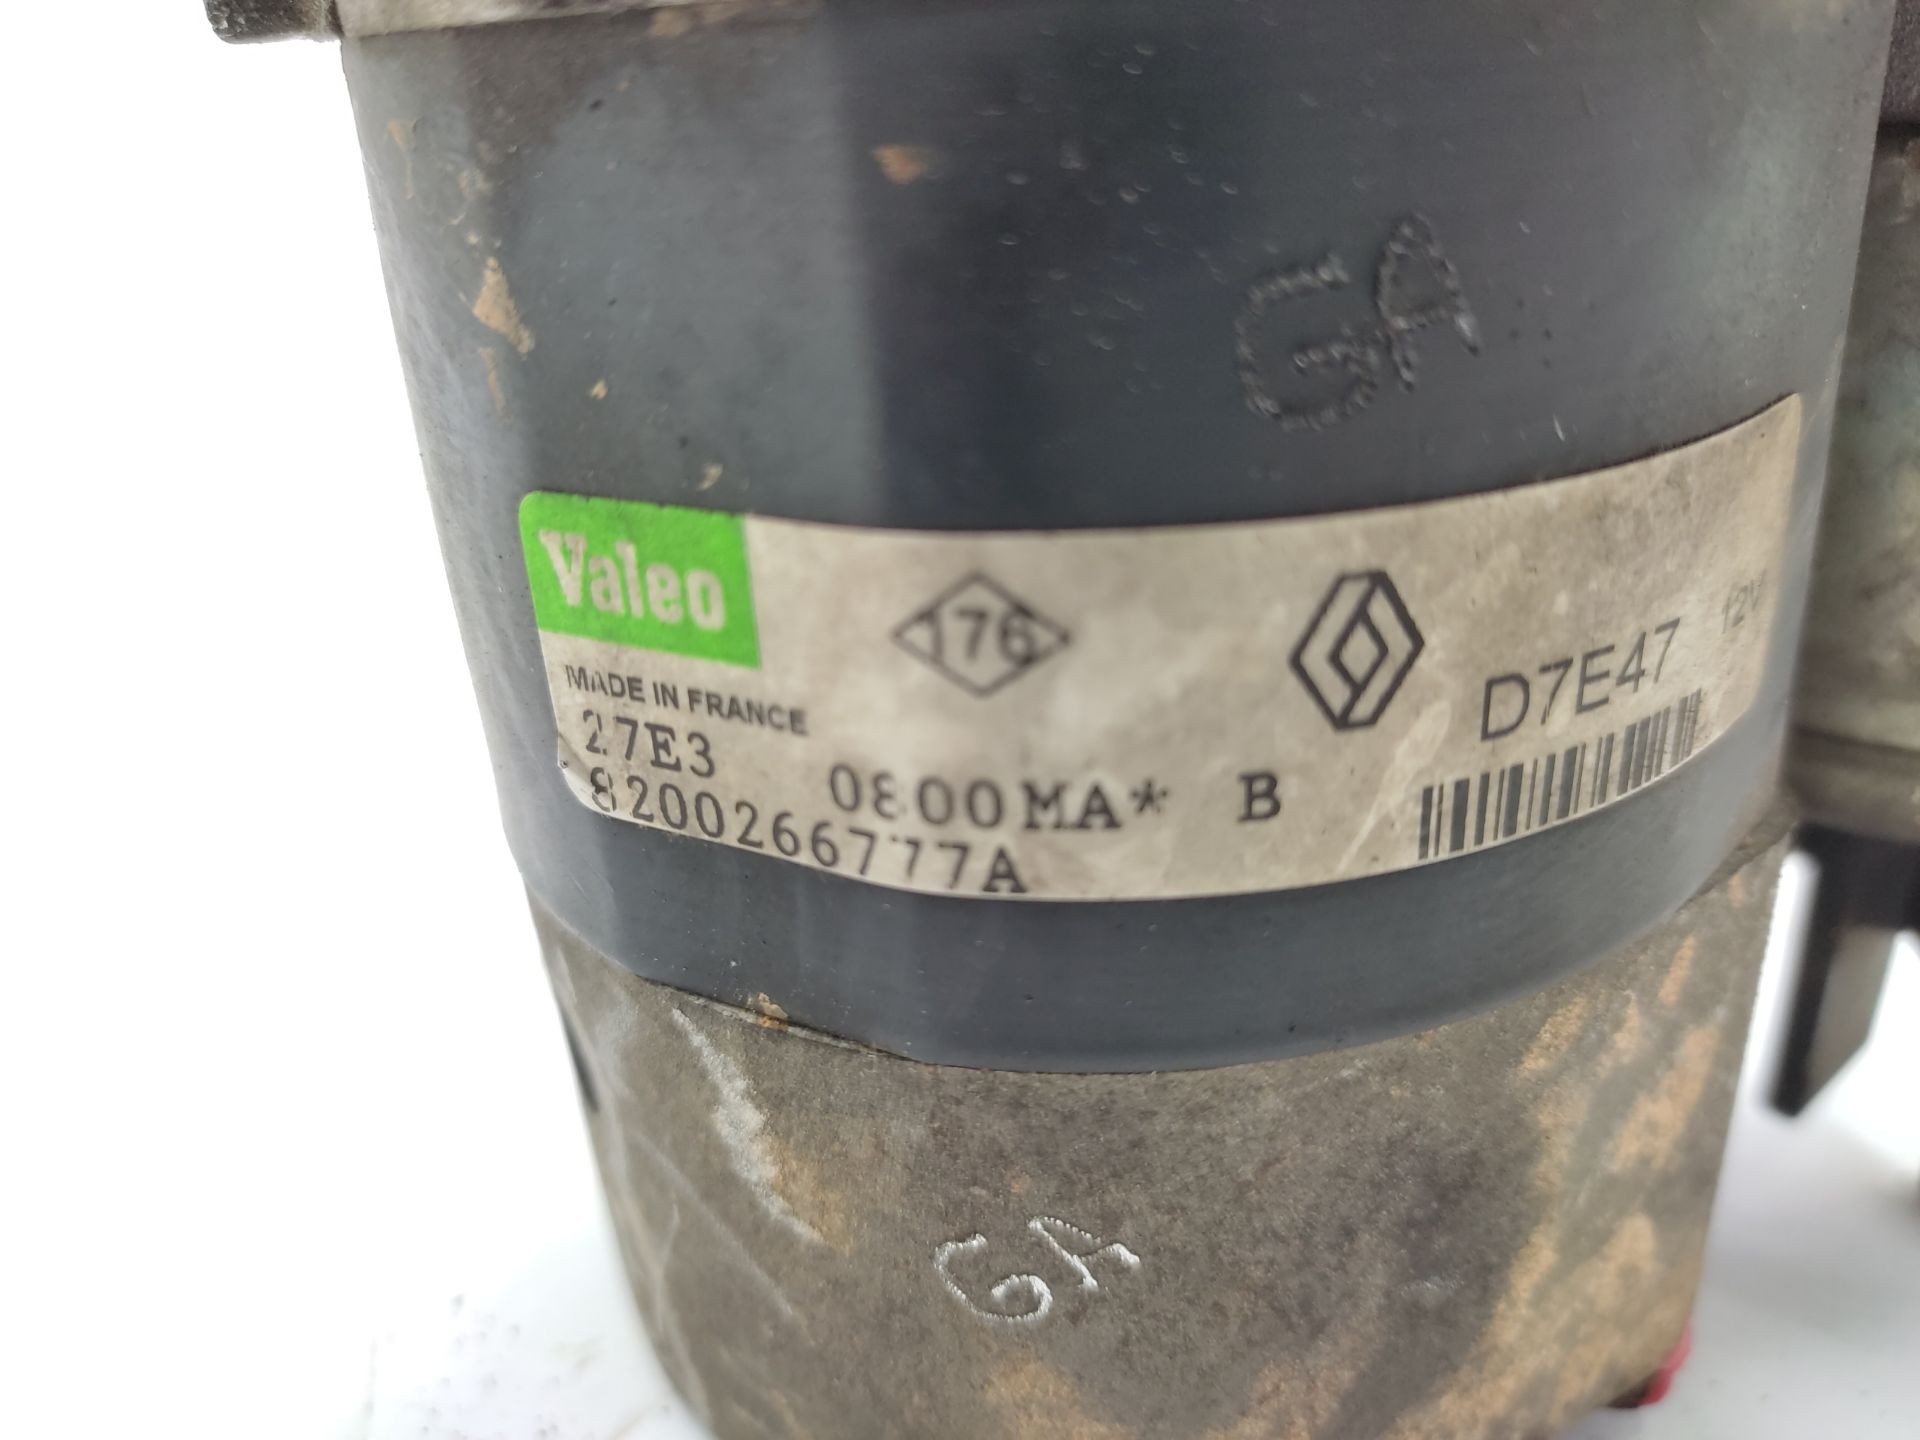 GA
Valeo
176
D7E47 12V
MADE IN FRANCE
27E3 0800MA* B
8200266777A
GA